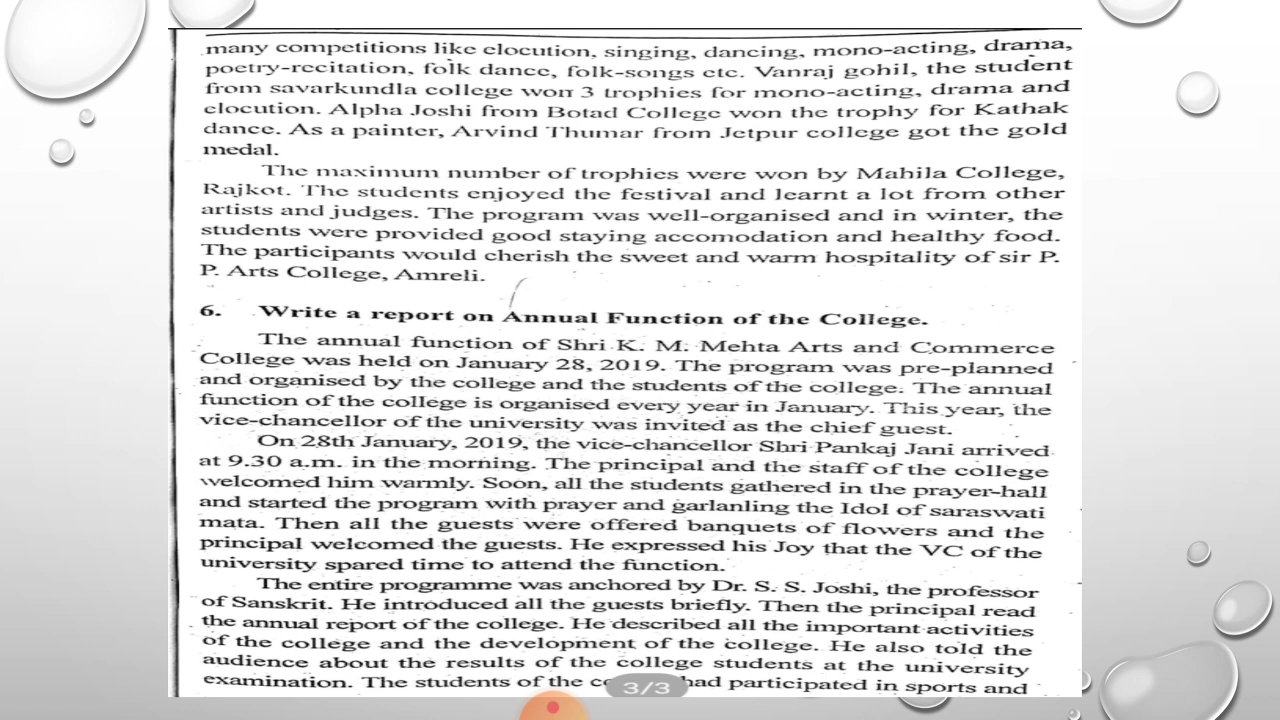 many competitions like elocution, singing, dancing, mono-acting, drama,
poetry-recitation, folk dance, folk-songs etc. Vanraj gohil, the student
from savarkundla college won 3 trophies for mono-acting, drama and
elocution. Alpha Joshi from Botad College won the trophy for Kathak
dance. As a painter, Arvind Thumar from Jetpur college got the gold
medal.
The maximum number of trophies were won by Mahila College,
Rajkot. The students enjoyed the festival and learnt a lot from other
artists and judges. The program was well-organised and in winter, the
students were provided good staying accomodation and healthy food.
The participants would cherish the sweet and warm hospitality of sir P.
P. Arts College, Amreli.
6. Write a report on Annual Function of the College.
The annual function of Shri K. M. Mehta Arts and Commerce
College was held on January 28, 2019. The program was pre-planned
and organised by the college and the students of the college. The annual
function of the college is organised every year in January. This year, the
vice-chancellor of the university was invited as the chief guest.
On 28th January, 2019, the vice-chancellor Shri Pankaj Jani arrived
at 9.30 a.m. in the morning. The principal and the staff of the college
welcomed him warmly. Soon, all the students gathered in the prayer-hall
and started the program with prayer and garlanling the Idol of saraswati
mata. Then all the guests were offered banquets of flowers and the
principal welcomed the guests. He expressed his Joy that the VC of the
university spared time to attend the function.
The entire programme was anchored by Dr. S. S. Joshi, the professor
of Sanskrit. He introduced all the guests briefly. Then the principal read
the annual report of the college. He described all the important activities
of the college and the development of the college. He also told the
audience about the results of the college students at the university
examination. The students of the had participated in sports and
3/3